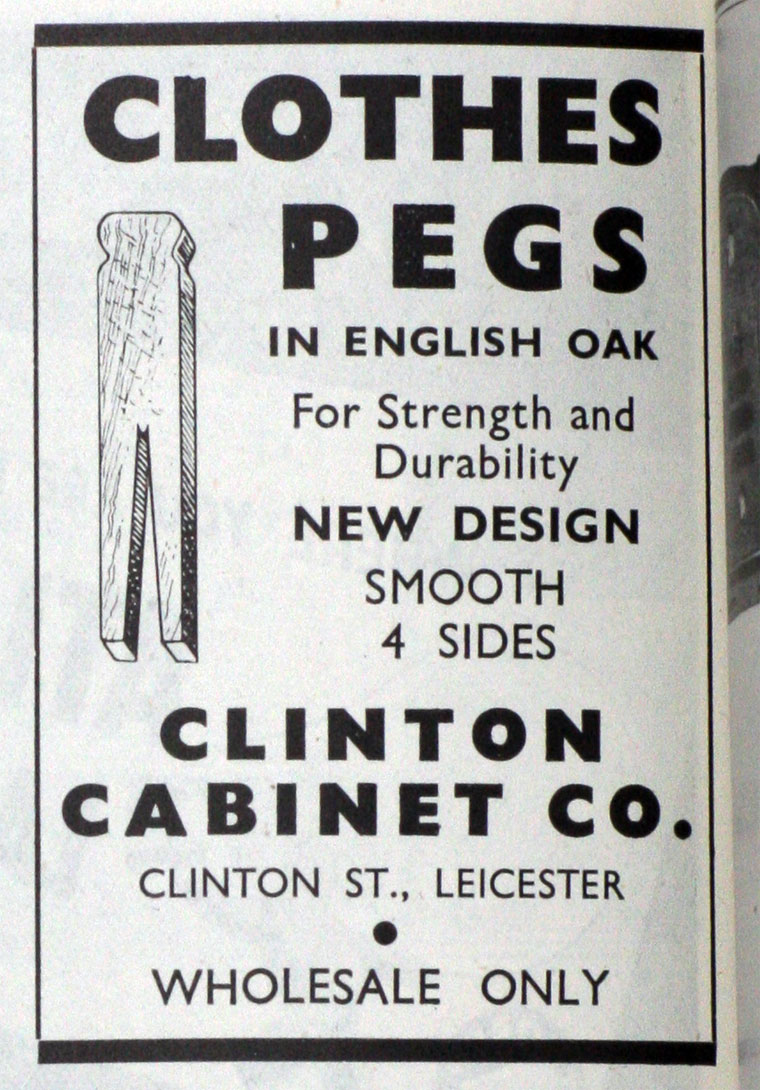 CLOTHES
PEGS
IN ENGLISH OAK
For Strength and
Durability
NEW DESIGN
SMOOTH
4 SIDES
CLINTON
CABINET CO.
CLINTON ST., LEICESTER
WHOLESALE ONLY